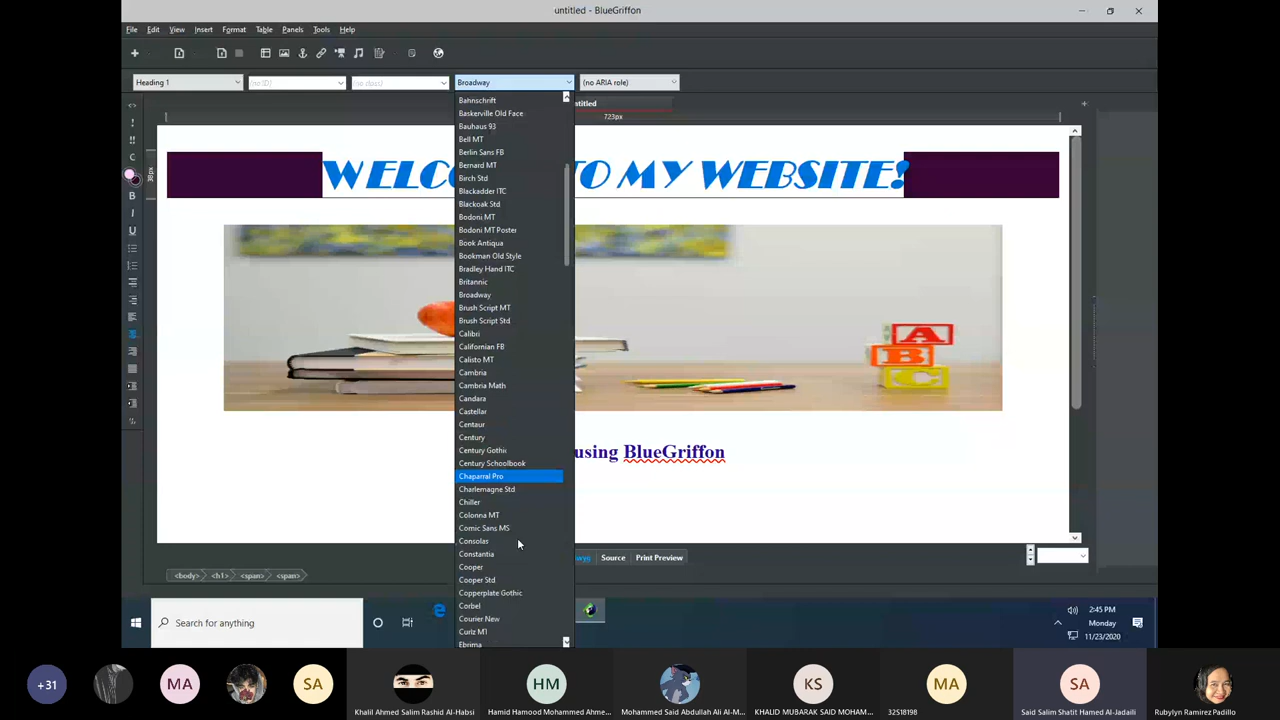 untitled - BlueGriffon
File Edit View Insert Format Table Panels Tools Help
Heading 1 (no ID) (no class) Broadway (no ARIA role)
Bahnschrift
Baskerville Old Face
Bauhaus 93
Bell MT
Berlin Sans FB
Bernard MT
Birch Std
Blackadder ITC
Blackoak Std
Bodoni MT
Bodoni MT Poster
Book Antiqua
Bookman Old Style
Bradley Hand ITC
Britannic
Broadway
Brush Script MT
Brush Script Std
Calibri
Californian FB
Calisto MT
Cambria
Cambria Math
Candara
Castellar
Centaur
Century
Century Gothic
Century Schoolbook
Chaparral Pro
Charlemagne Std
Chiller
Colonna MT
Comic Sans MS
Consolas
Constantia
Cooper
Cooper Std
Copperplate Gothic
Corbel
Courier New
Curlz MT
Ebrima
ntitled
723px
38px
WELCO TO MY WEBSITE!
A
B
C
using BlueGriffon
Source Print Preview
<body> <h1> <span> <span>
Search for anything
2:45 PM
Monday
11/23/2020
+31 MA SA HM KS MA SA
Khalil Ahmed Salim Rashid Al-Habsi
Hamid Hamood Mohammed Ahme...
Mohammed Said Abdullah Ali Al-M...
KHALID MUBARAK SAID MOHAM...
32S18198
Said Salim Shatit Hamed Al-Jadaili
Rubylyn Ramirez Padillo